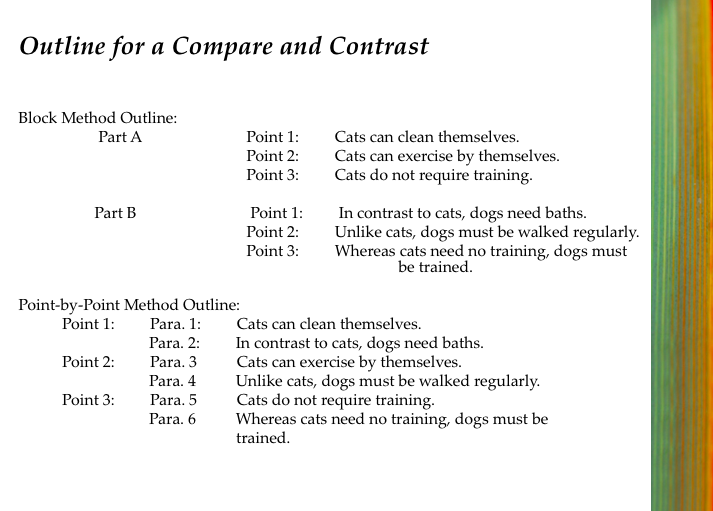 Outline for a Compare and Contrast
Block Method Outline:
Part A Point 1: Cats can clean themselves.
Point 2: Cats can exercise by themselves.
Point 3: Cats do not require training.
Part B Point 1: In contrast to cats, dogs need baths.
Point 2: Unlike cats, dogs must be walked regularly.
Point 3: Whereas cats need no training, dogs must
be trained.
Point-by-Point Method Outline:
Point 1: Para. 1: Cats can clean themselves.
Para. 2: In contrast to cats, dogs need baths.
Point 2: Para. 3 Cats can exercise by themselves.
Para. 4 Unlike cats, dogs must be walked regularly.
Point 3: Para. 5 Cats do not require training.
Para. 6 Whereas cats need no training, dogs must be
trained.